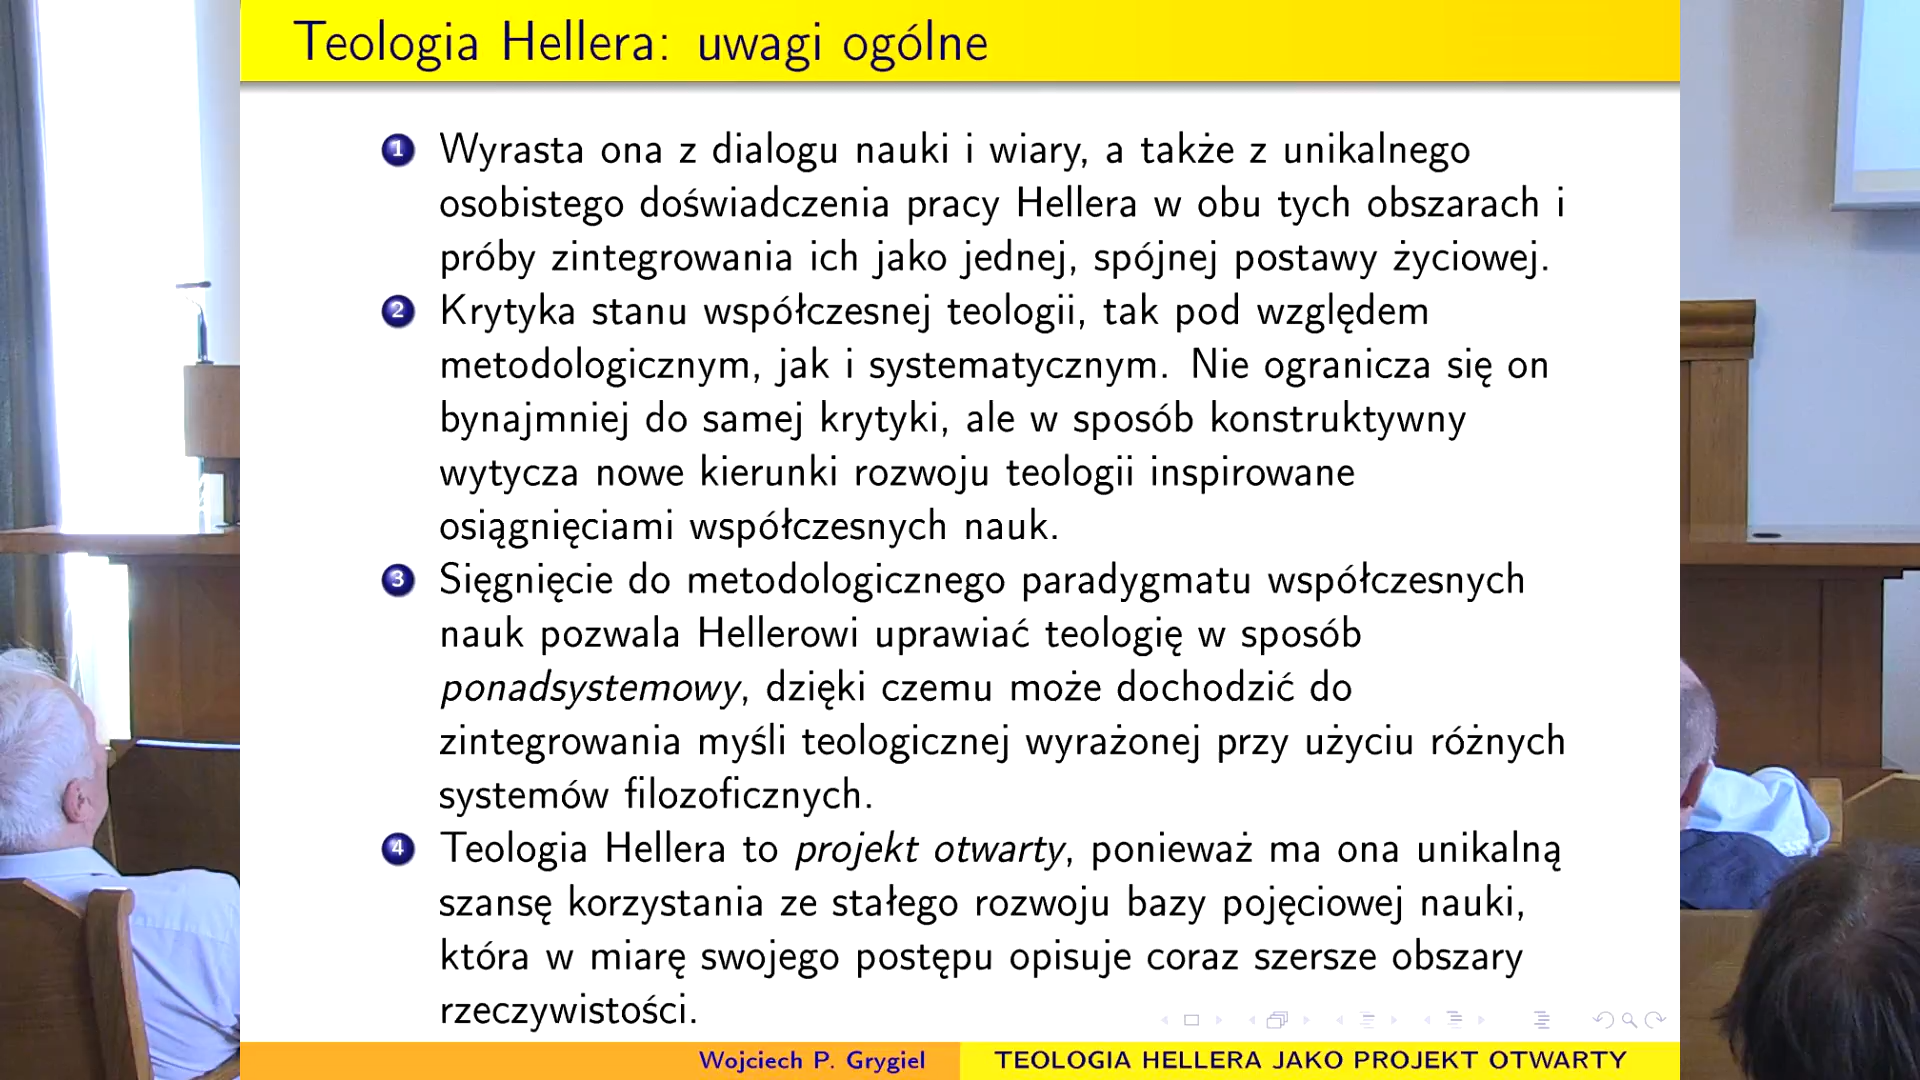 Teologia Hellera: uwagi ogólne
1 Wyrasta ona z dialogu nauki i wiary, a także z unikalnego
osobistego doświadczenia pracy Hellera w obu tych obszarach i
próby zintegrowania ich jako jednej, spójnej postawy życiowej.
2 Krytyka stanu współczesnej teologii, tak pod względem
metodologicznym, jak i systematycznym. Nie ogranicza się on
bynajmniej do samej krytyki, ale w sposób konstruktywny
wytycza nowe kierunki rozwoju teologii inspirowane
osiągnięciami współczesnych nauk.
3 Sięgnięcie do metodologicznego paradygmatu współczesnych
nauk pozwala Hellerowi uprawiać teologię w sposób
ponadsystemowy, dzięki czemu może dochodzić do
zintegrowania myśli teologicznej wyrażonej przy użyciu różnych
systemów filozoficznych.
4 Teologia Hellera to projekt otwarty, ponieważ ma ona unikalną
szansę korzystania ze stałego rozwoju bazy pojęciowej nauki,
która w miarę swojego postępu opisuje coraz szersze obszary
rzeczywistości.
Wojciech P. Grygiel TEOLOGIA HELLERA JAKO PROJEKT OTWARTY